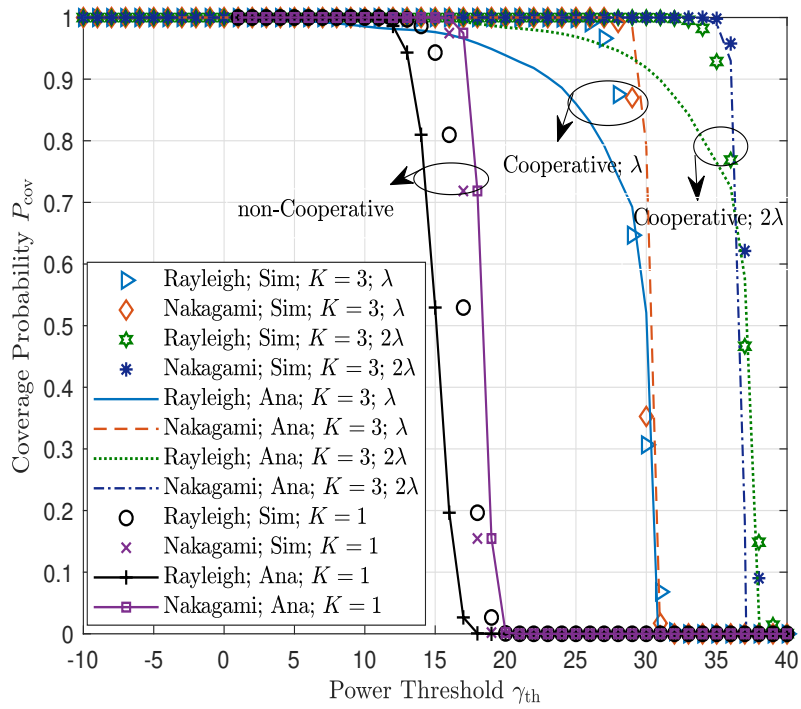 1
0.9
0.8
0.7
0.6
0.5
0.4
0.3
0.2
0.1
0
Coverage Probability P_cov
Cooperative; λ
non-Cooperative
Cooperative; 2λ
Rayleigh; Sim; K = 3; λ
Nakagami; Sim; K = 3; λ
Rayleigh; Sim; K = 3; 2λ
Nakagami; Sim; K = 3; 2λ
Rayleigh; Ana; K = 3; λ
Nakagami; Ana; K = 3; λ
Rayleigh; Ana; K = 3; 2λ
Nakagami; Ana; K = 3; 2λ
Rayleigh; Sim; K = 1
Nakagami; Sim; K = 1
Rayleigh; Ana; K = 1
Nakagami; Ana; K = 1
-10 -5 0 5 10 15 20 25 30 35 40
Power Threshold γ_th